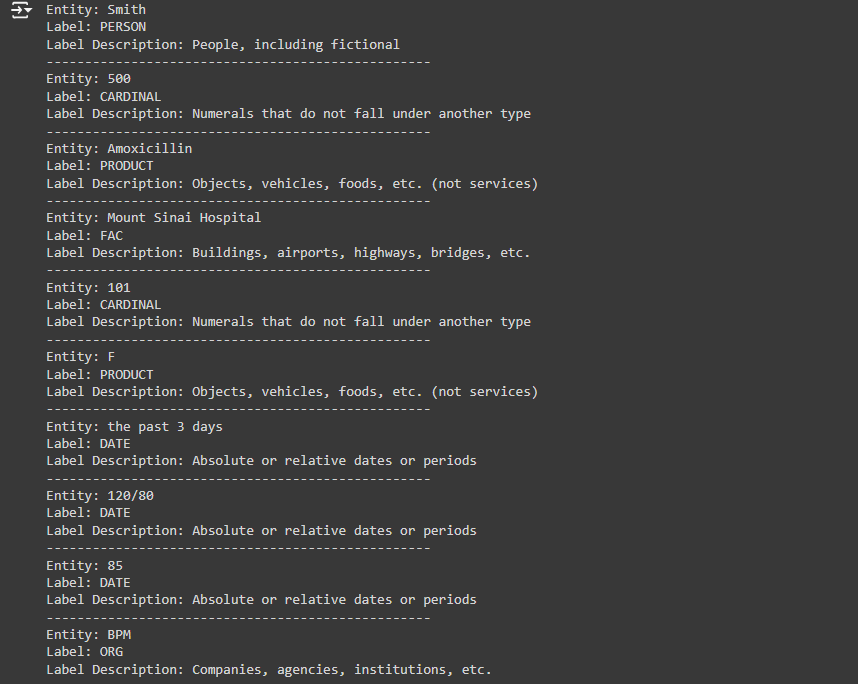 Entity: Smith
Label: PERSON
Label Description: People, including fictional
--------------------------------------------------
Entity: 500
Label: CARDINAL
Label Description: Numerals that do not fall under another type
--------------------------------------------------
Entity: Amoxicillin
Label: PRODUCT
Label Description: Objects, vehicles, foods, etc. (not services)
--------------------------------------------------
Entity: Mount Sinai Hospital
Label: FAC
Label Description: Buildings, airports, highways, bridges, etc.
--------------------------------------------------
Entity: 101
Label: CARDINAL
Label Description: Numerals that do not fall under another type
--------------------------------------------------
Entity: F
Label: PRODUCT
Label Description: Objects, vehicles, foods, etc. (not services)
--------------------------------------------------
Entity: the past 3 days
Label: DATE
Label Description: Absolute or relative dates or periods
--------------------------------------------------
Entity: 120/80
Label: DATE
Label Description: Absolute or relative dates or periods
--------------------------------------------------
Entity: 85
Label: DATE
Label Description: Absolute or relative dates or periods
--------------------------------------------------
Entity: BPM
Label: ORG
Label Description: Companies, agencies, institutions, etc.